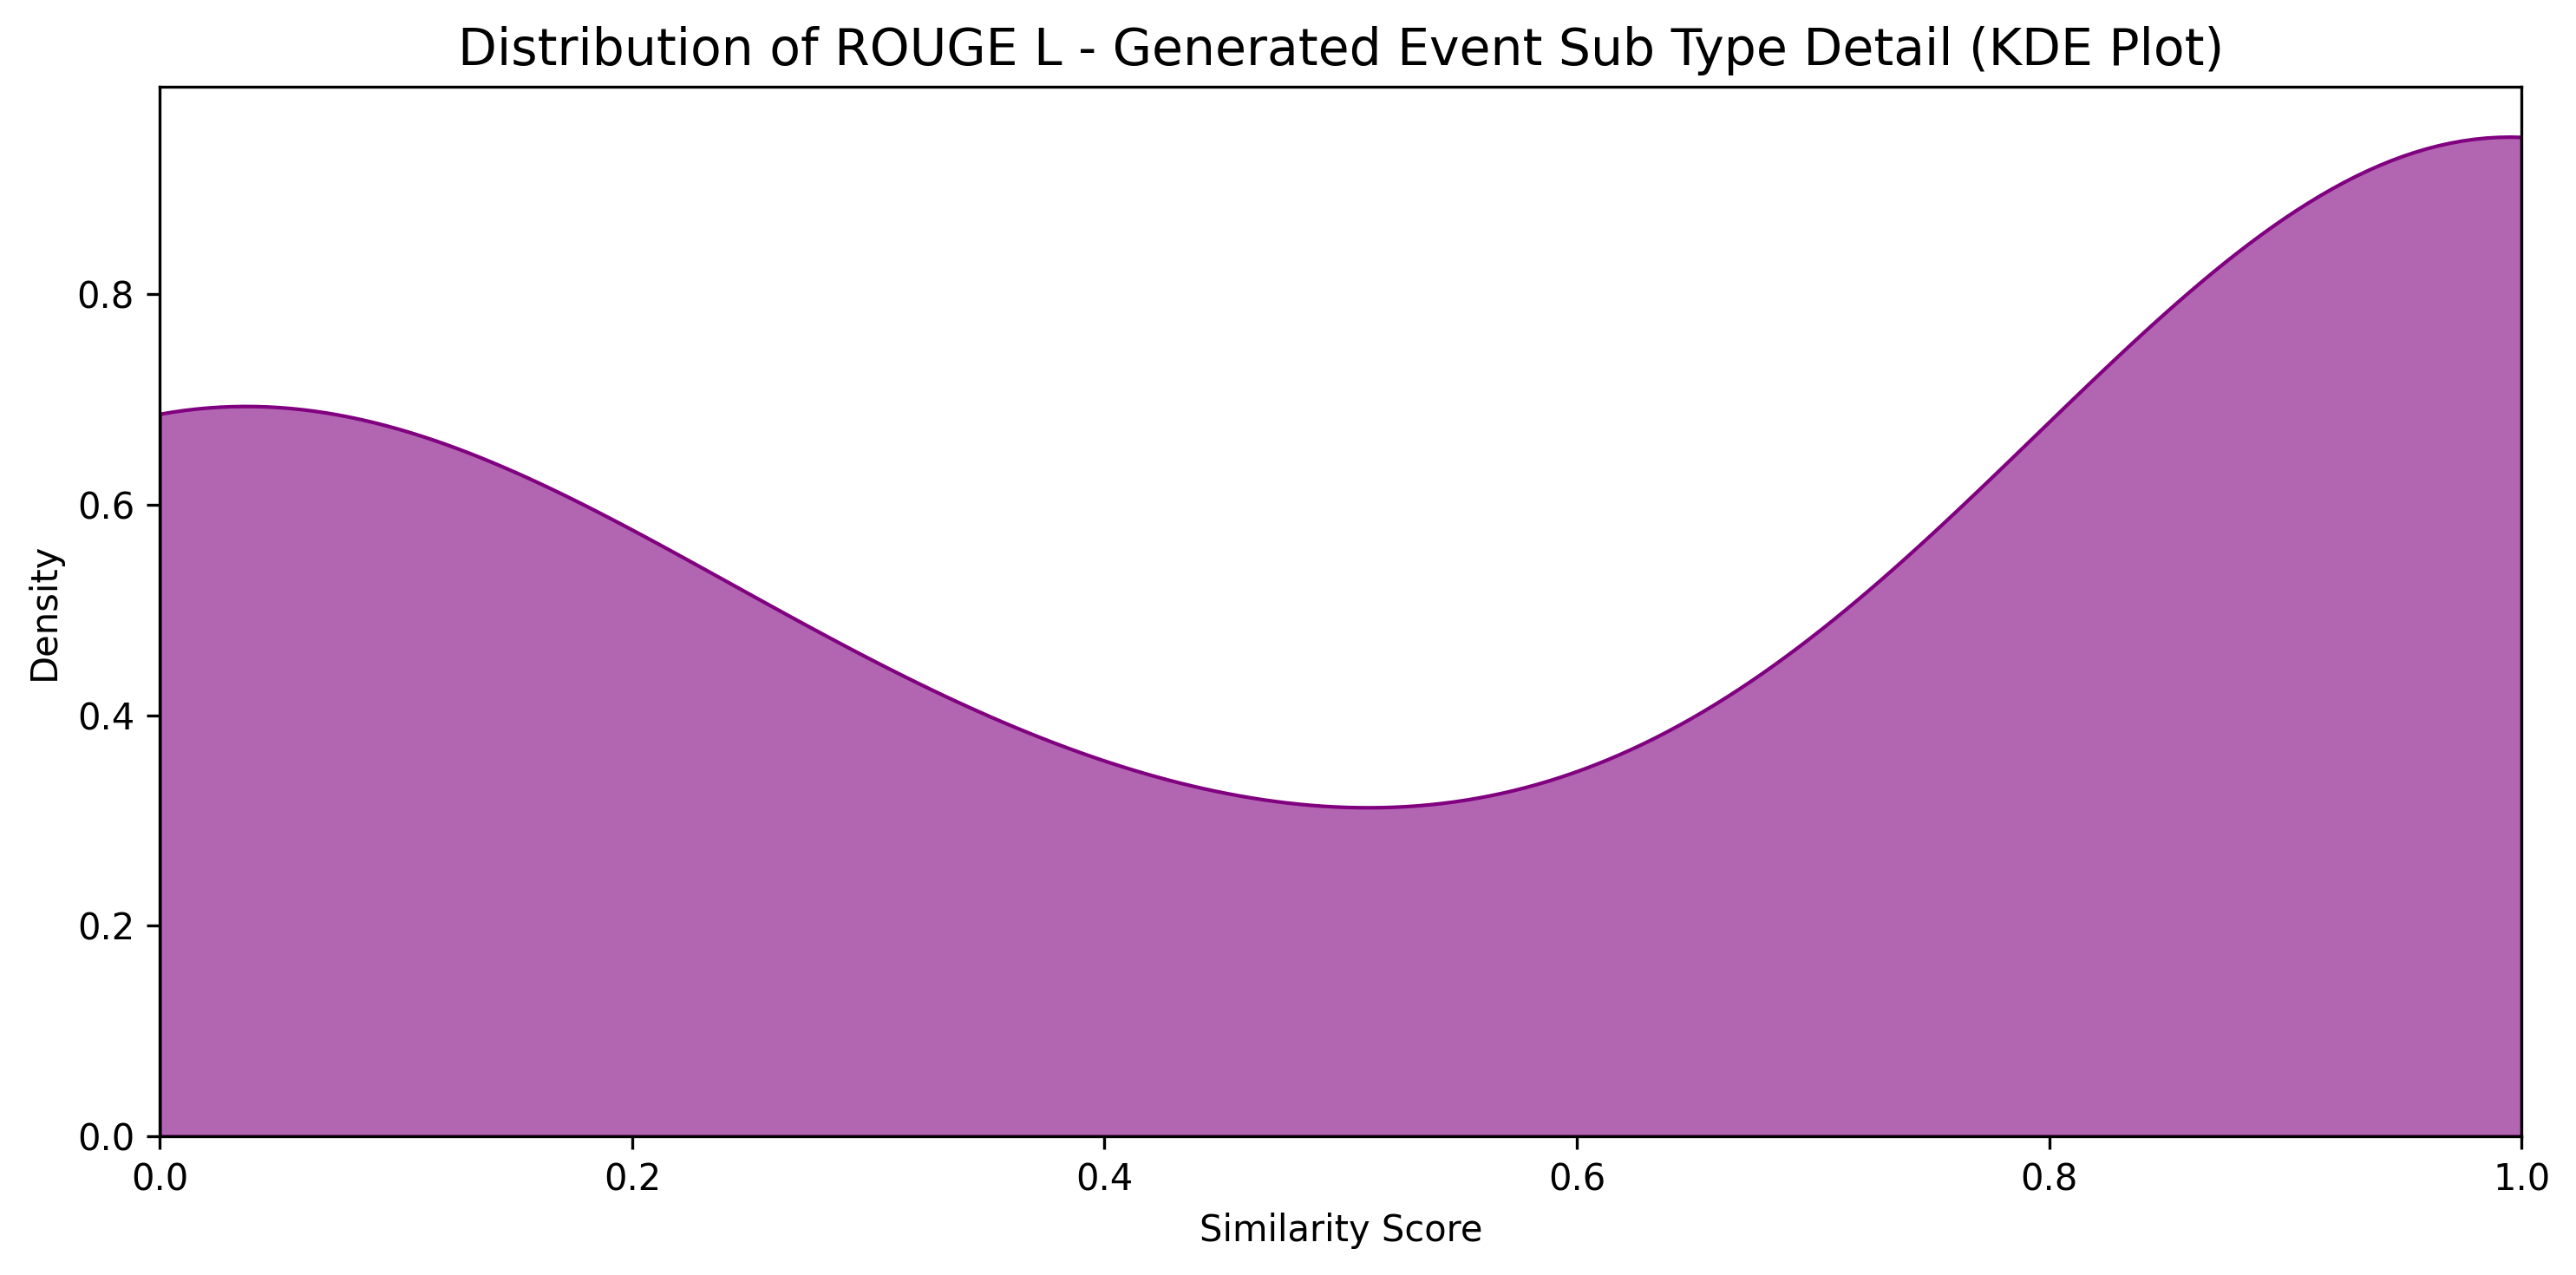 Distribution of ROUGE L - Generated Event Sub Type Detail (KDE Plot)
Density
0.8
0.6
0.4
0.2
0.0
0.0 0.2 0.4 0.6 0.8 1.0
Similarity Score